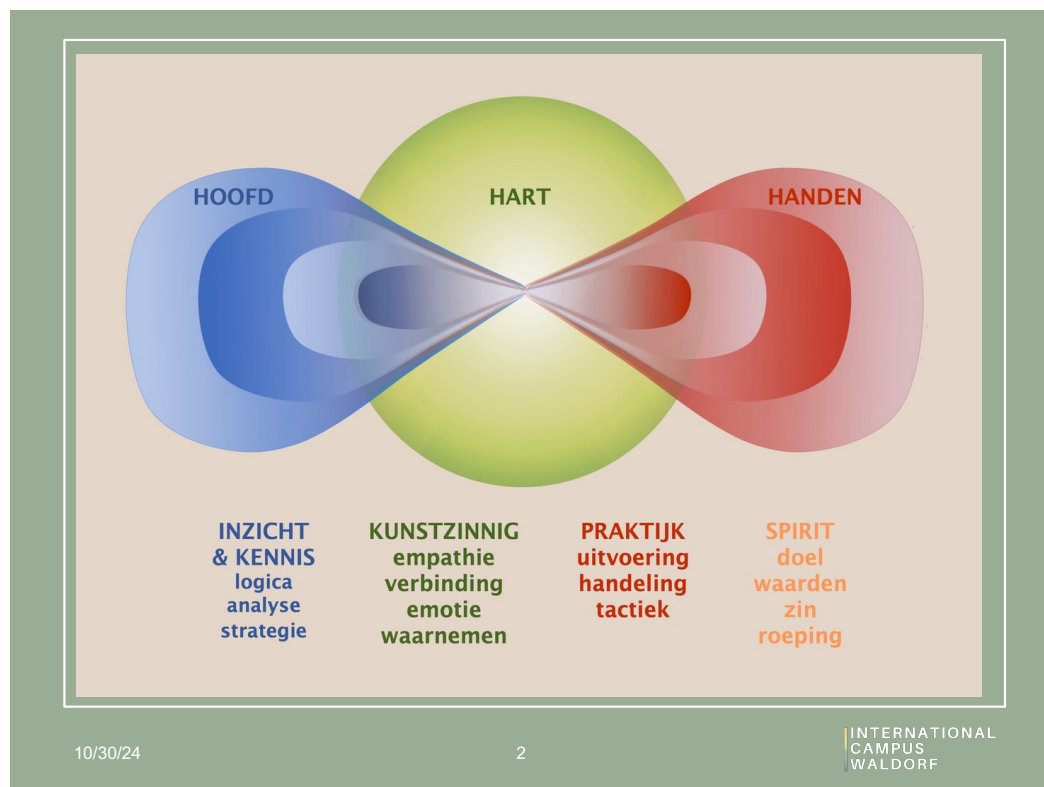 HOOFD
HART
HANDEN
INZICHT
& KENNIS
logica
analyse
strategie
KUNSTZINNIG
empathie
verbinding
emotie
waarnemen
PRAKTIJK
uitvoering
handeling
tactiek
SPIRIT
doel
waarden
zin
roeping
10/30/24
2
INTERNATIONAL
CAMPUS
WALDORF